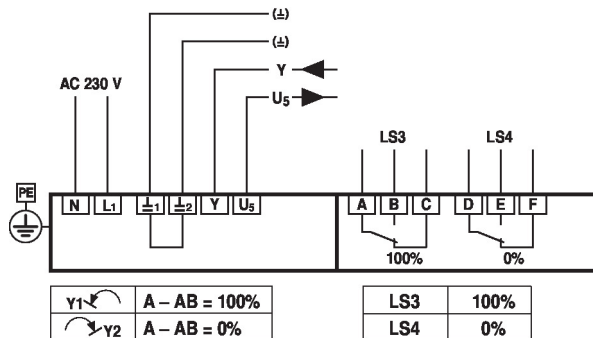 (⊥)
(⊥)
Y
AC 230 V
U5
LS3 LS4
PE
N L1 ⊥1 ⊥2 Y U5 A B C D E F
100% 0%
Y1 A – AB = 100%
Y2 A – AB = 0%
LS3 100%
LS4 0%